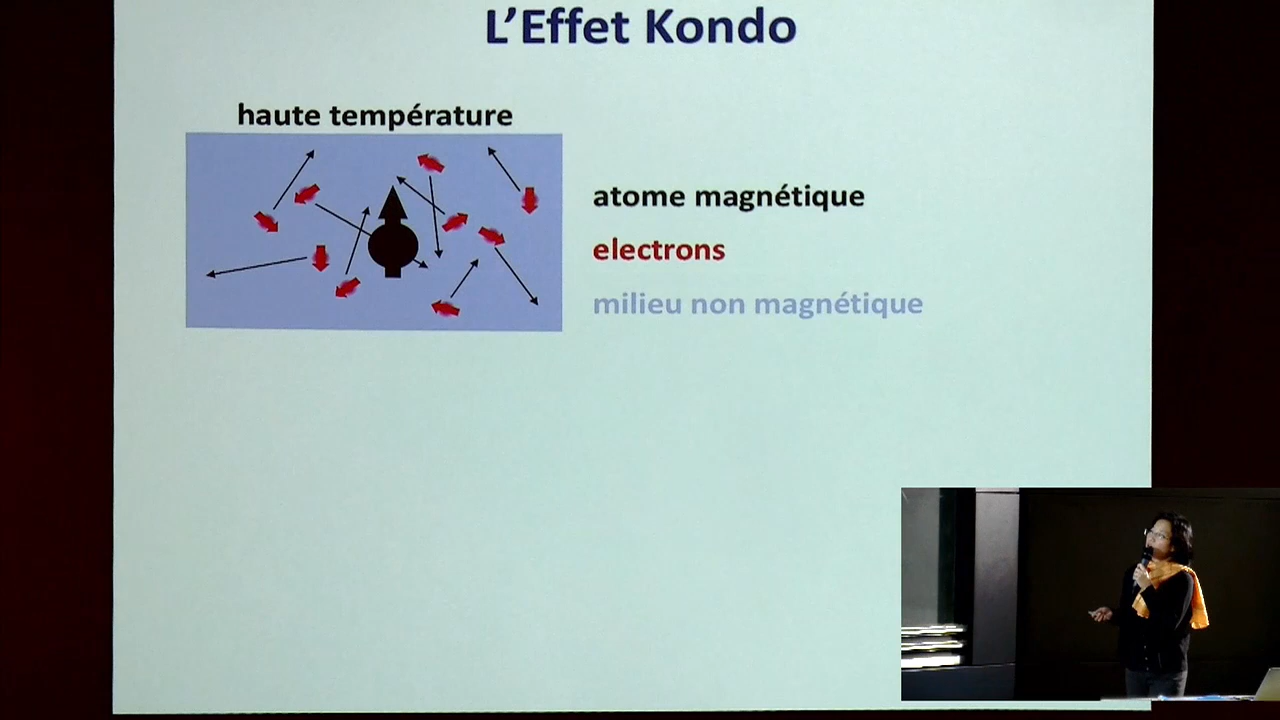 L’Effet Kondo
haute température
atome magnétique
electrons
milieu non magnétique